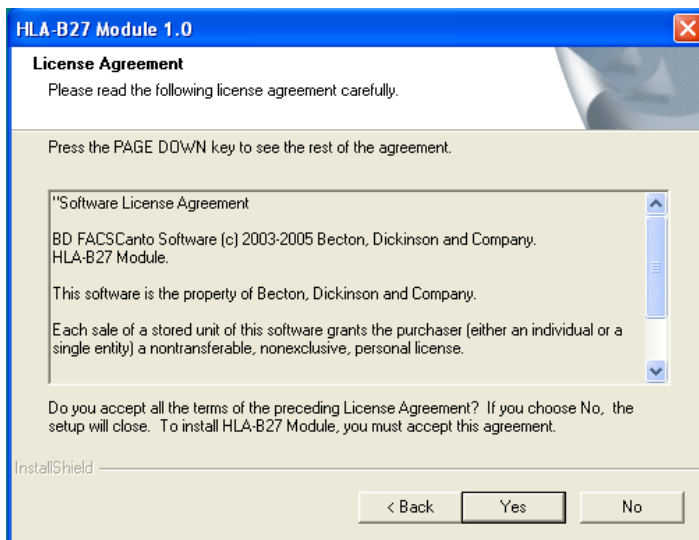 HLA-B27 Module 1.0
License Agreement
Please read the following license agreement carefully.
Press the PAGE DOWN key to see the rest of the agreement.
"Software License Agreement
BD FACSCanto Software (c) 2003-2005 Becton, Dickinson and Company.
HLA-B27 Module.
This software is the property of Becton, Dickinson and Company.
Each sale of a stored unit of this software grants the purchaser (either an individual or a
single entity) a nontransferable, nonexclusive, personal license.
Do you accept all the terms of the preceding License Agreement? If you choose No, the
setup will close. To install HLA-B27 Module, you must accept this agreement.
InstallShield
< Back Yes No